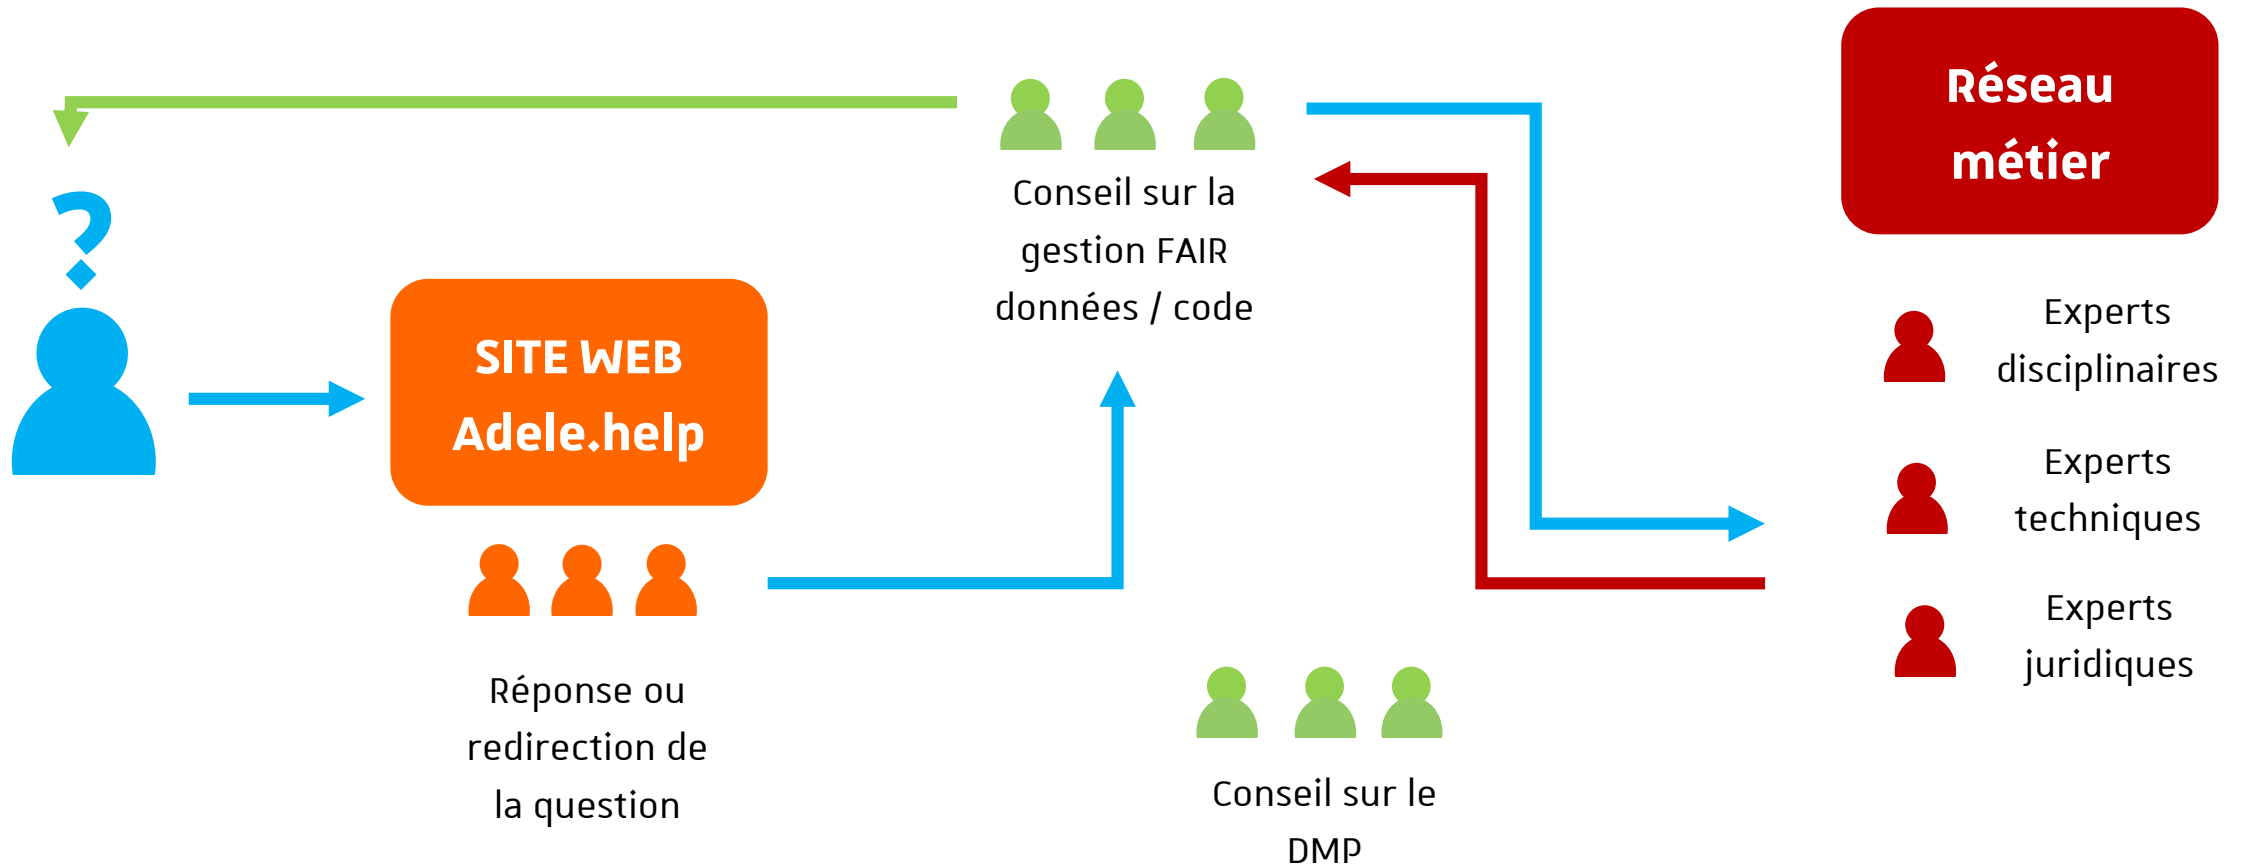 ?
SITE WEB
Adele.help
Réponse ou
redirection de
la question
Conseil sur la
gestion FAIR
données / code
Conseil sur le
DMP
Réseau
métier
Experts
disciplinaires
Experts
techniques
Experts
juridiques